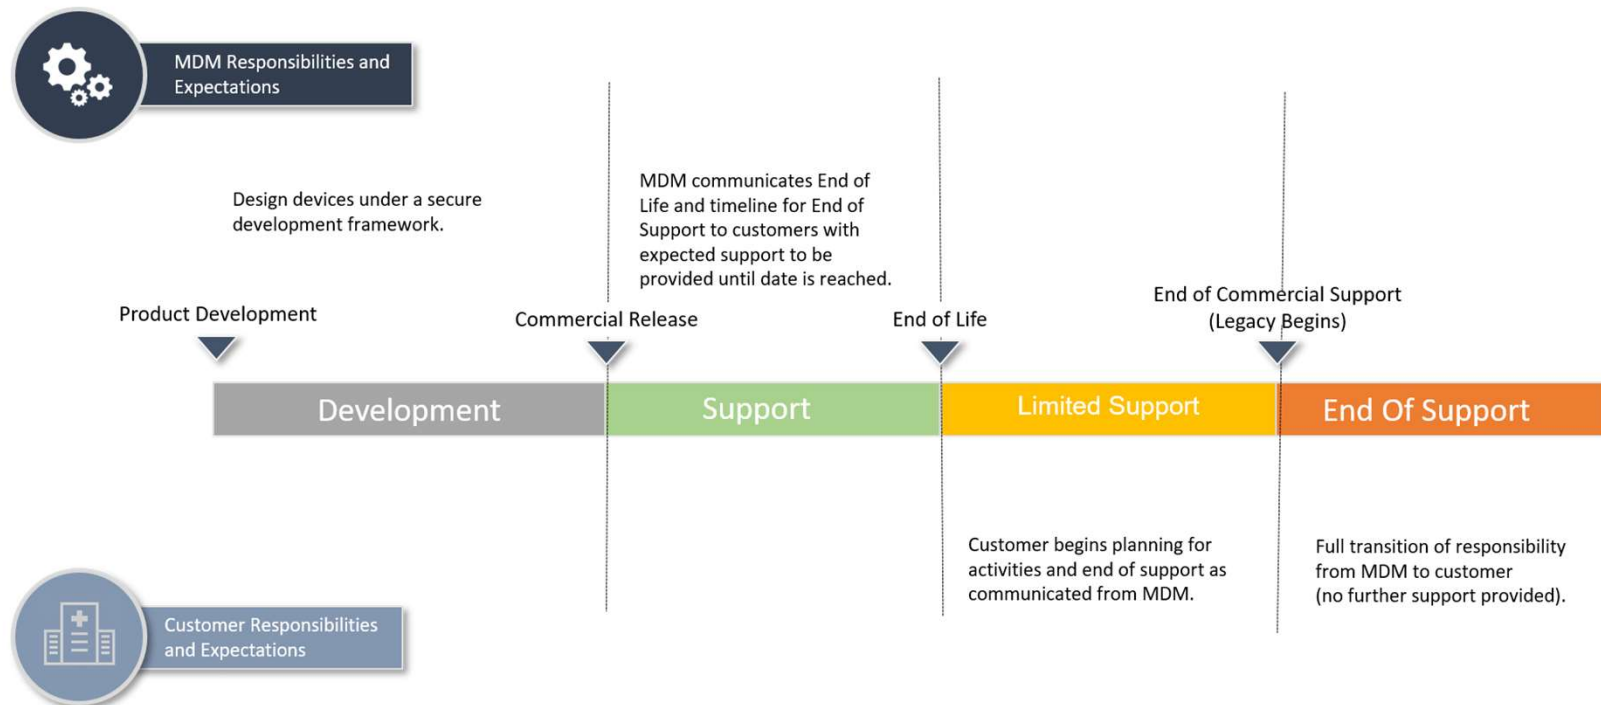 MDM Responsibilities and
Expectations
Design devices under a secure
development framework.
MDM communicates End of
Life and timeline for End of
Support to customers with
expected support to be
provided until date is reached.
Product Development
Commercial Release
End of Life
End of Commercial Support
(Legacy Begins)
Development
Support
Limited Support
End Of Support
Customer begins planning for
activities and end of support as
communicated from MDM.
Full transition of responsibility
from MDM to customer
(no further support provided).
Customer Responsibilities
and Expectations